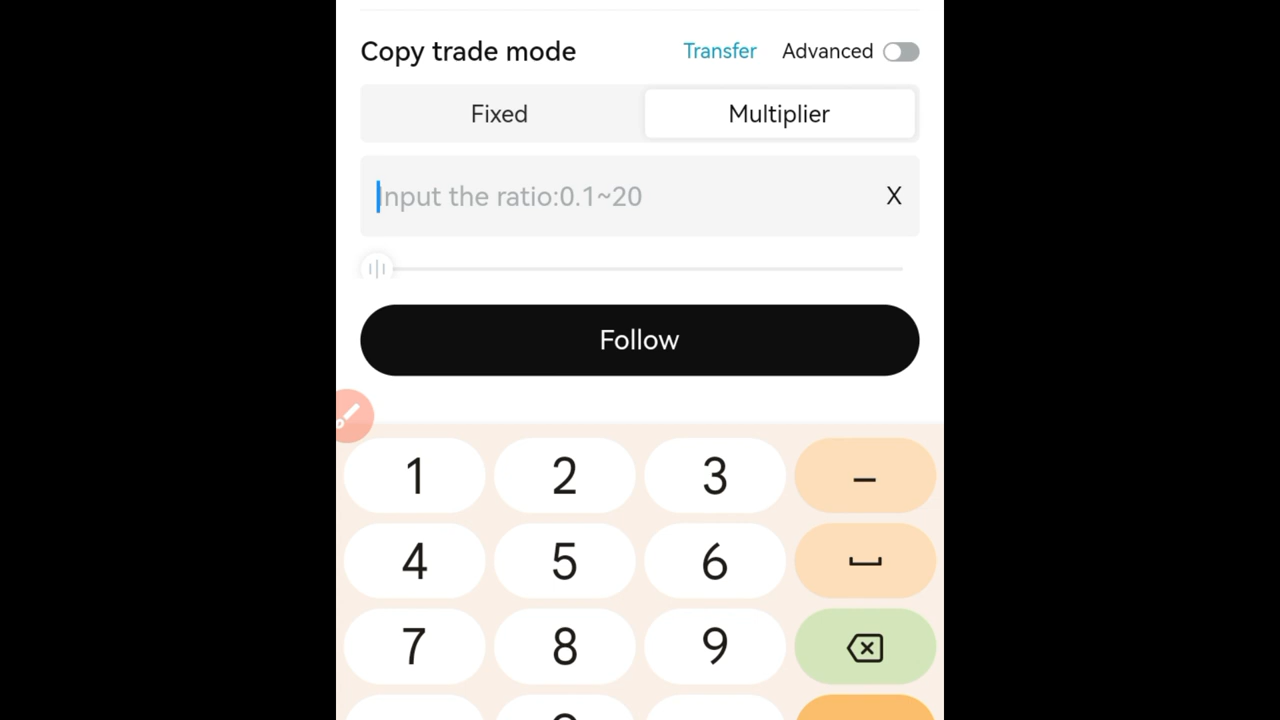 Copy trade mode Transfer Advanced
Fixed Multiplier
Input the ratio:0.1~20 X
Follow
1 2 3 –
4 5 6
7 8 9